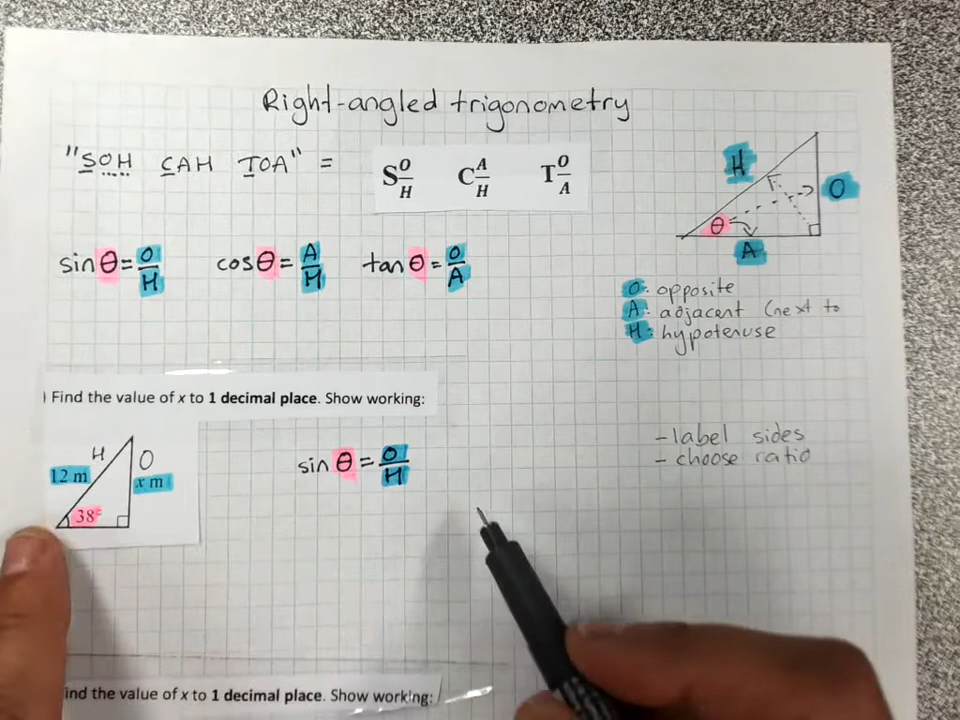 Right-angled trigonometry
"SOH CAH TOA" = S O/H C A/H T O/A
sinθ = O/H cosθ = A/H tanθ = O/A
H O θ A
O: opposite
A: adjacent (next to
H: hypotenuse
) Find the value of x to 1 decimal place. Show working:
H O
12 m x m
38°
sin θ = O/H
- label sides
- choose ratio
ind the value of x to 1 decimal place. Show working: